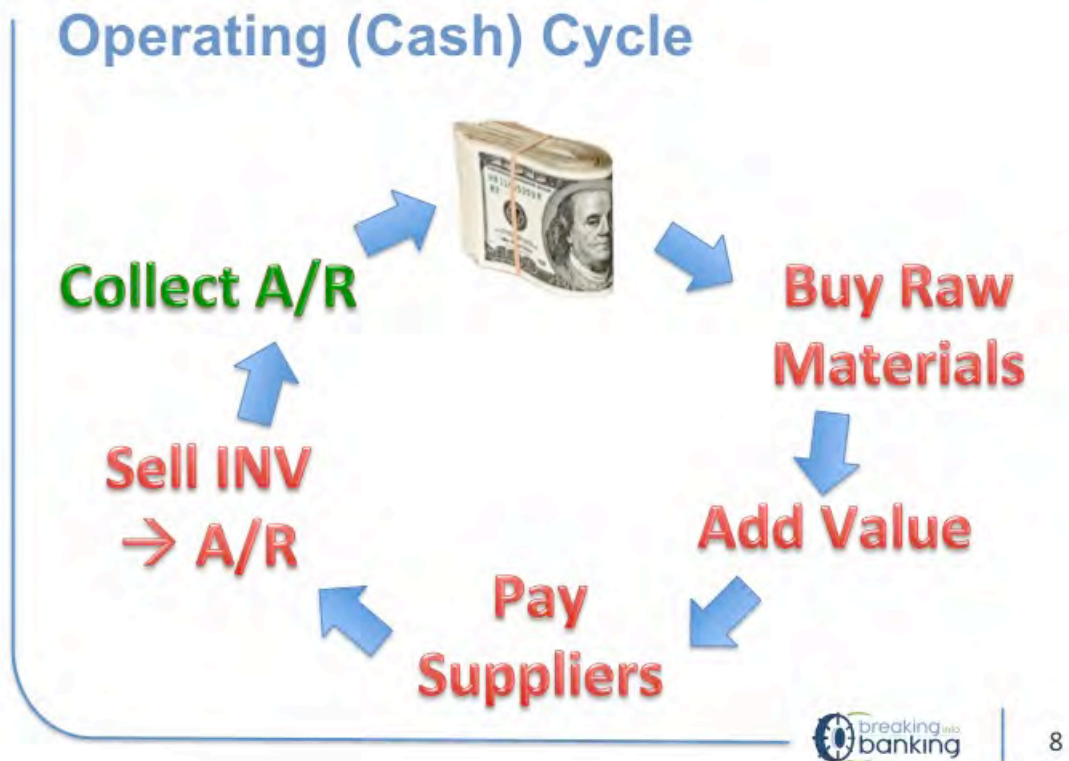 Operating (Cash) Cycle
Collect A/R
Buy Raw
Materials
Sell INV
→ A/R
Add Value
Pay
Suppliers
breaking into
banking
8